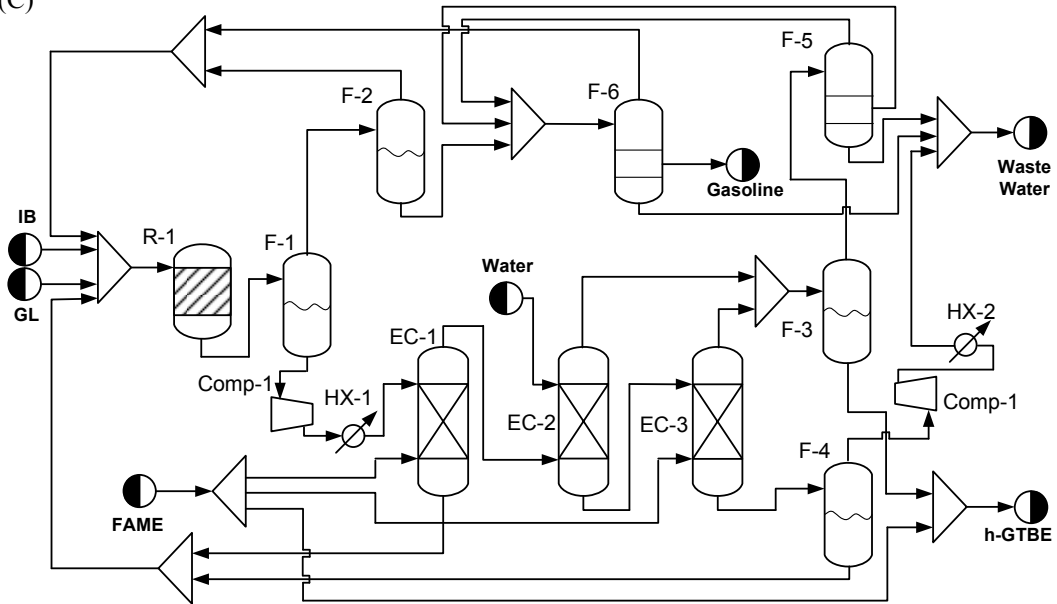 (C)
F-5
F-2
F-6
Waste
Water
Gasoline
IB
R-1
F-1
GL
Water
HX-2
F-3
EC-1
Comp-1
HX-1
Comp-1
EC-2
EC-3
F-4
FAME
h-GTBE